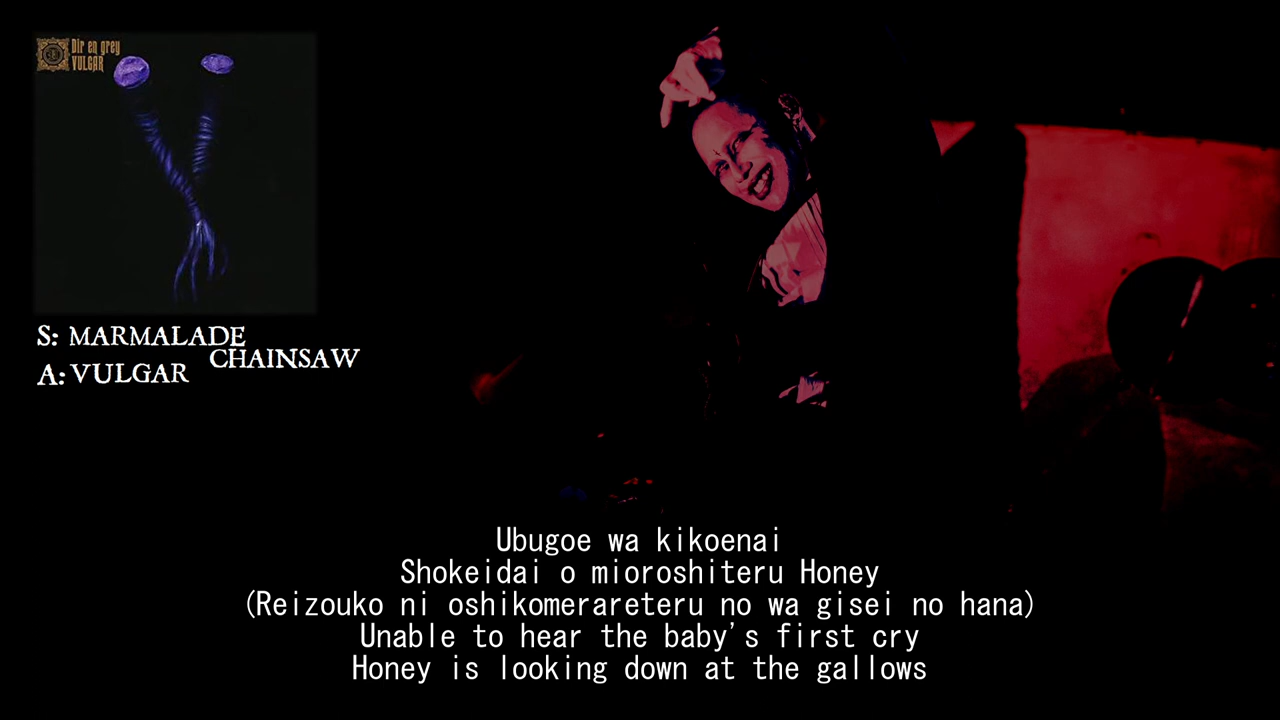 Dir en grey
VULGAR
S: MARMALADE
CHAINSAW
A: VULGAR
Ubugoe wa kikoenai
Shokeidai o mioroshiteru Honey
(Reizouko ni oshikomerareteru no wa gisei no hana)
Unable to hear the baby's first cry
Honey is looking down at the gallows